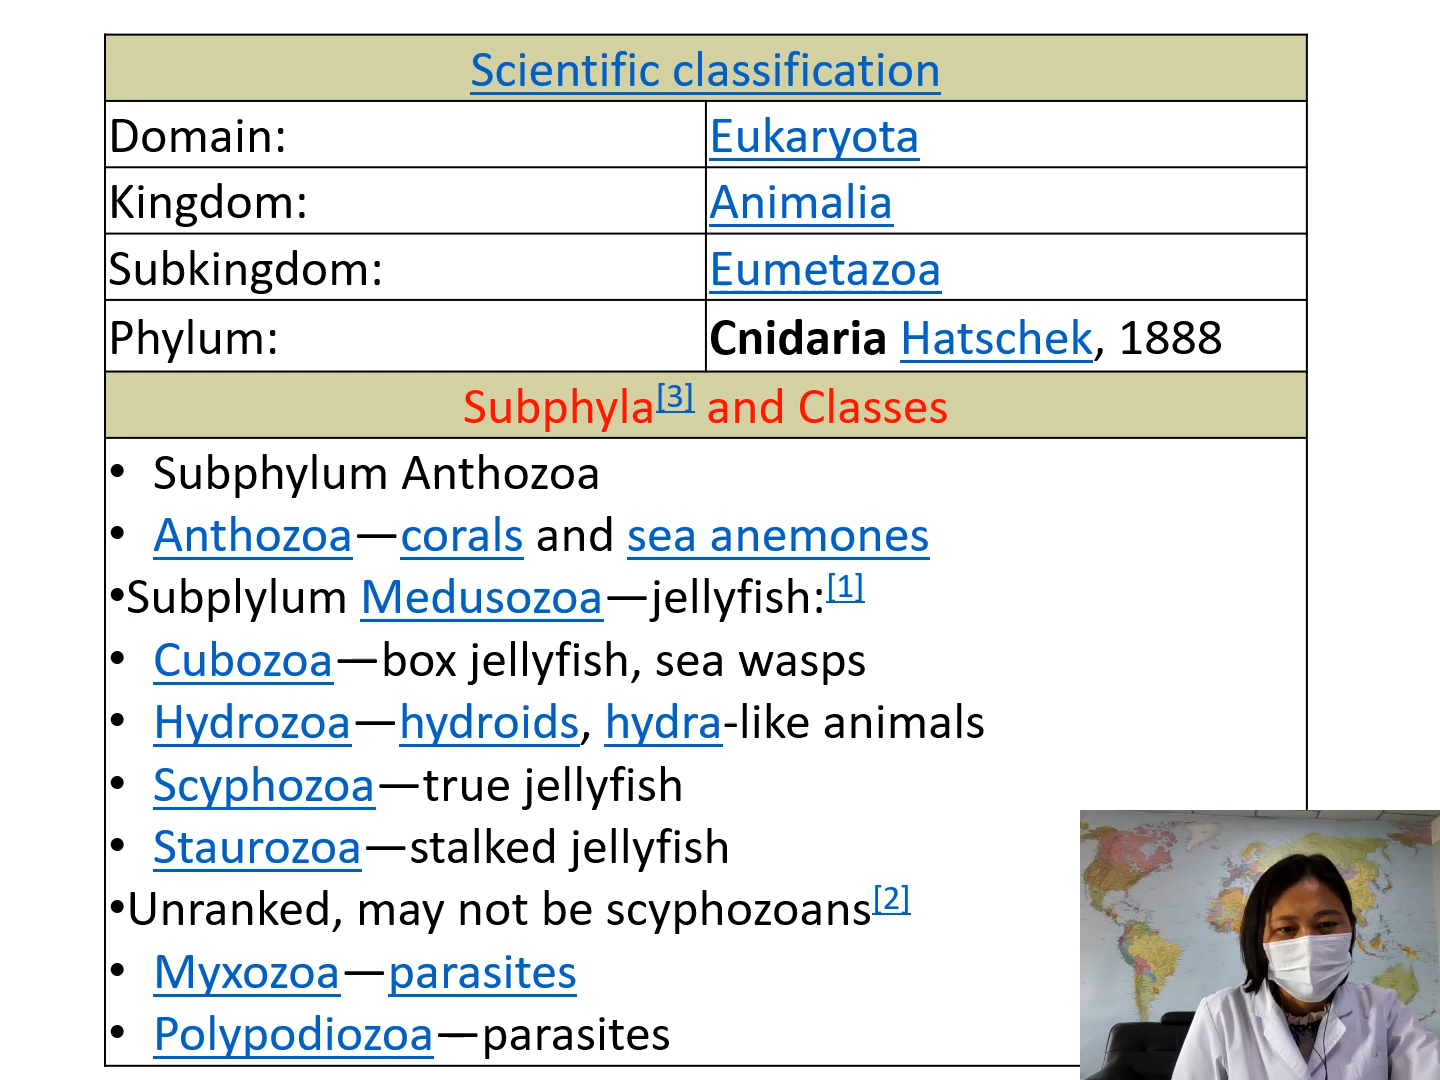 Scientific classification
Domain: Eukaryota
Kingdom: Animalia
Subkingdom: Eumetazoa
Phylum: Cnidaria Hatschek, 1888
Subphyla[3] and Classes
• Subphylum Anthozoa
• Anthozoa—corals and sea anemones
•Subplylum Medusozoa—jellyfish:[1]
• Cubozoa—box jellyfish, sea wasps
• Hydrozoa—hydroids, hydra-like animals
• Scyphozoa—true jellyfish
• Staurozoa—stalked jellyfish
•Unranked, may not be scyphozoans[2]
• Myxozoa—parasites
• Polypodiozoa—parasites